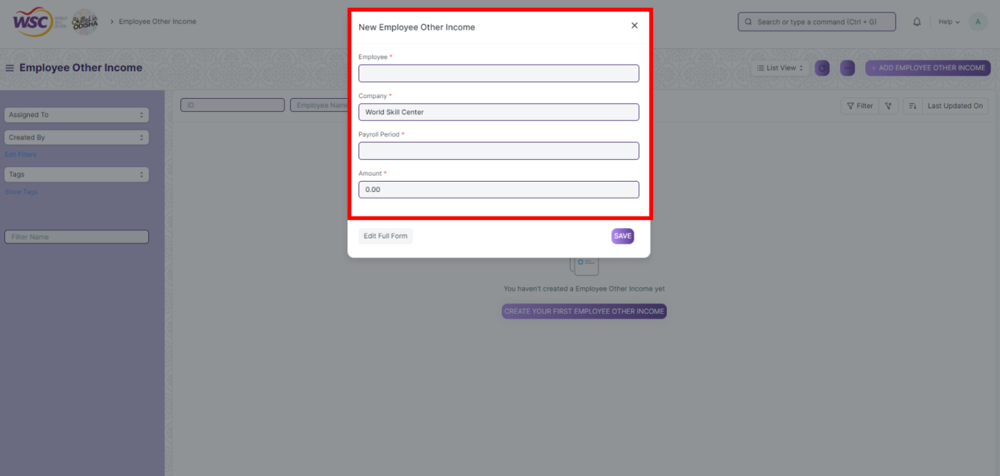 WSC WORLD SKILL CENTER Skilled in ODISHA > Employee Other Income
Search or type a command (Ctrl + G)
Help
A
Employee Other Income
List View
+ ADD EMPLOYEE OTHER INCOME
Assigned To
Created By
Edit Filters
Tags
Show Tags
Filter Name
ID
Employee Name
Filter
Last Updated On
New Employee Other Income
Employee *
Company *
World Skill Center
Payroll Period *
Amount *
0.00
Edit Full Form
SAVE
You haven't created a Employee Other Income yet
CREATE YOUR FIRST EMPLOYEE OTHER INCOME